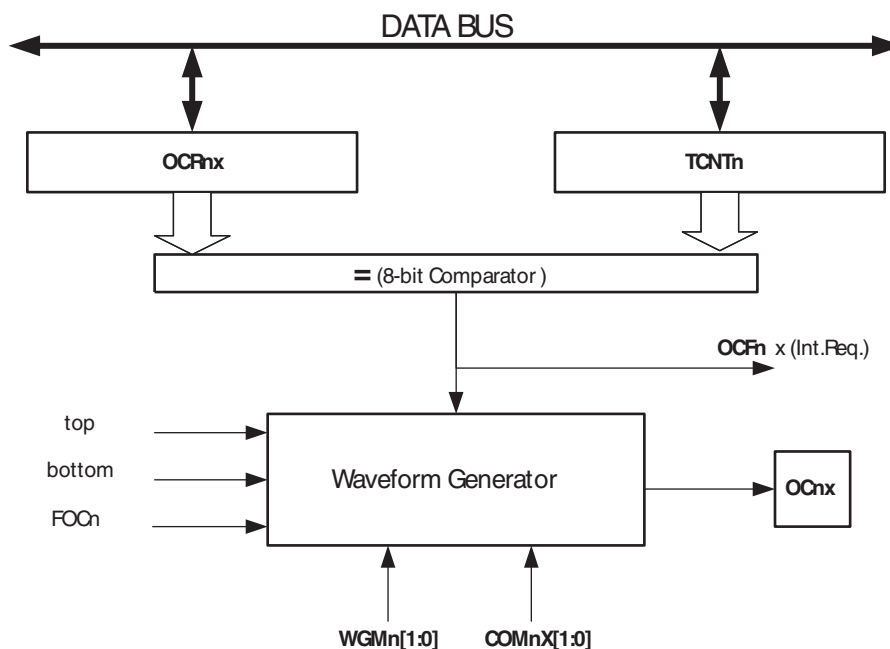 DATA BUS
OCRnx
TCNTn
= (8-bit Comparator )
OCFn x (Int.Req.)
top
bottom
FOCn
Waveform Generator
OCnx
WGMn[1:0]
COMnX[1:0]